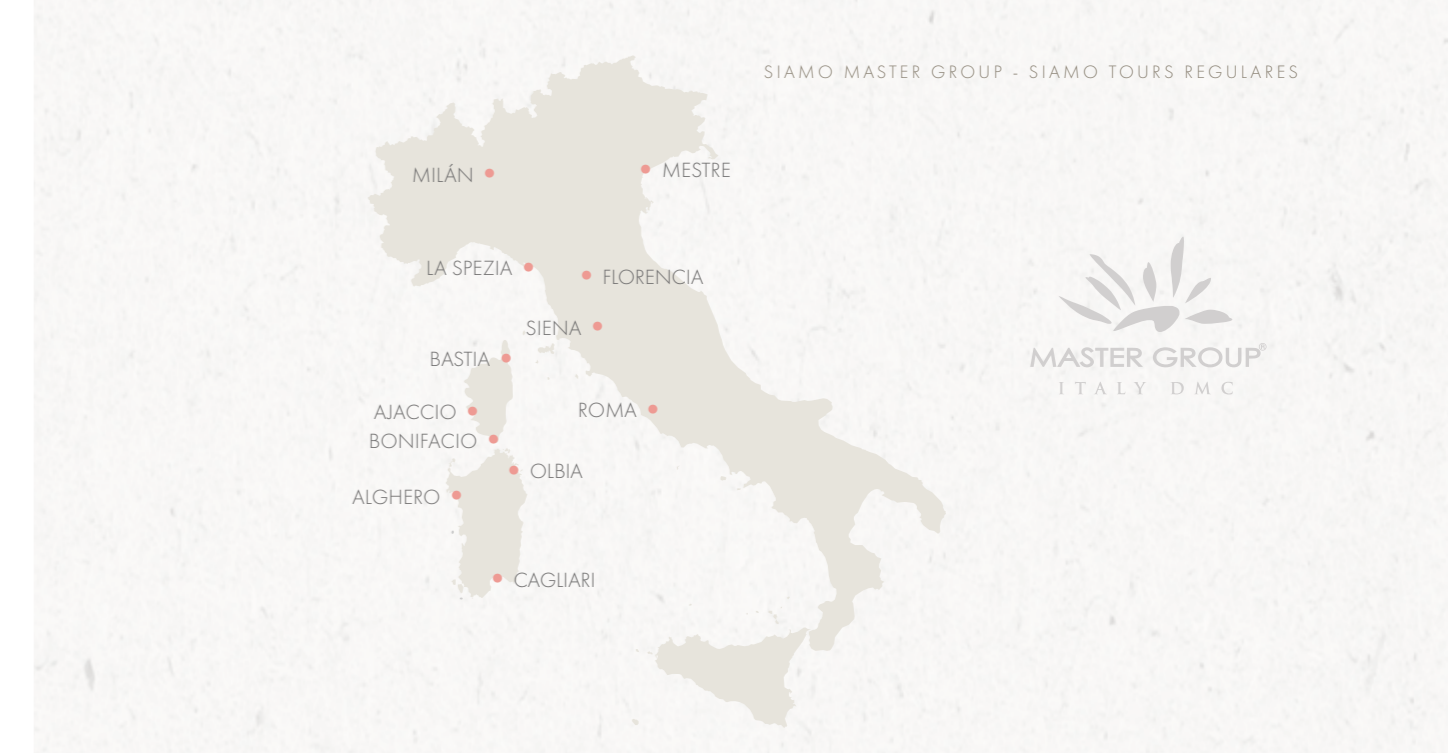 SIAMO MASTER GROUP - SIAMO TOURS REGULARES
MILÁN
MESTRE
LA SPEZIA
FLORENCIA
SIENA
BASTIA
AJACCIO
ROMA
BONIFACIO
OLBIA
ALGHERO
CAGLIARI
MASTER GROUP®
ITALY DMC